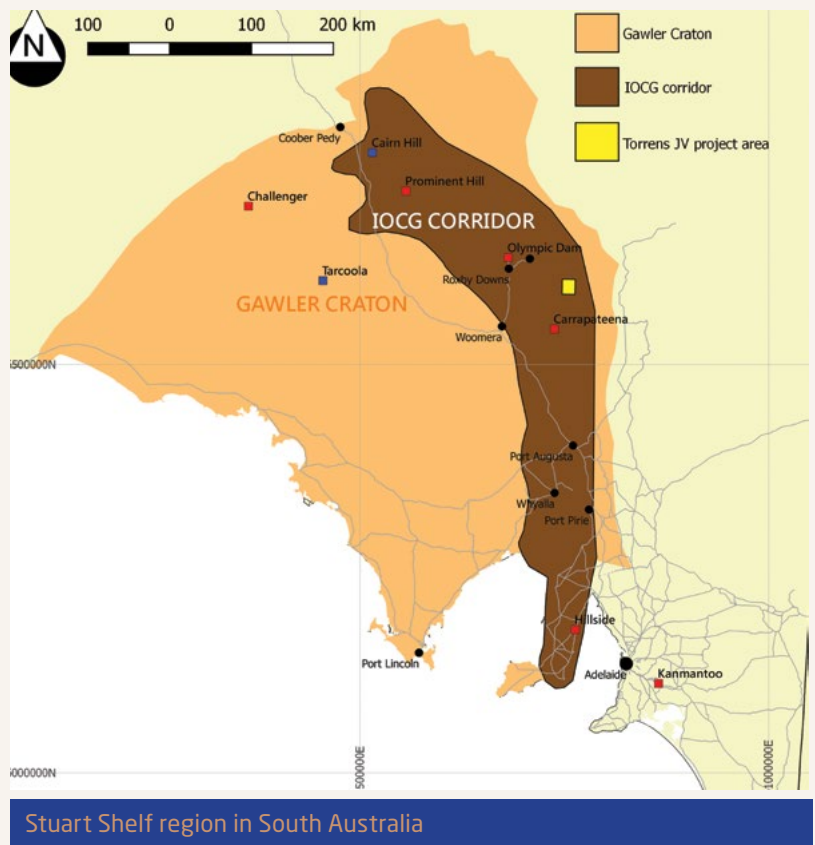 100 0 100 200 km
N
Gawler Craton
IOCG corridor
Torrens JV project area
Coober Pedy
Cairn Hill
Prominent Hill
Challenger
IOCG CORRIDOR
Olympic Dam
Tarcoola
Roxby Downs
GAWLER CRATON
Carrapateena
Woomera
500000N
Port Augusta
Whyalla
Port Pirie
Hillside
Port Lincoln
Adelaide
Kanmantoo
500000E
1000000E
000000N
Stuart Shelf region in South Australia